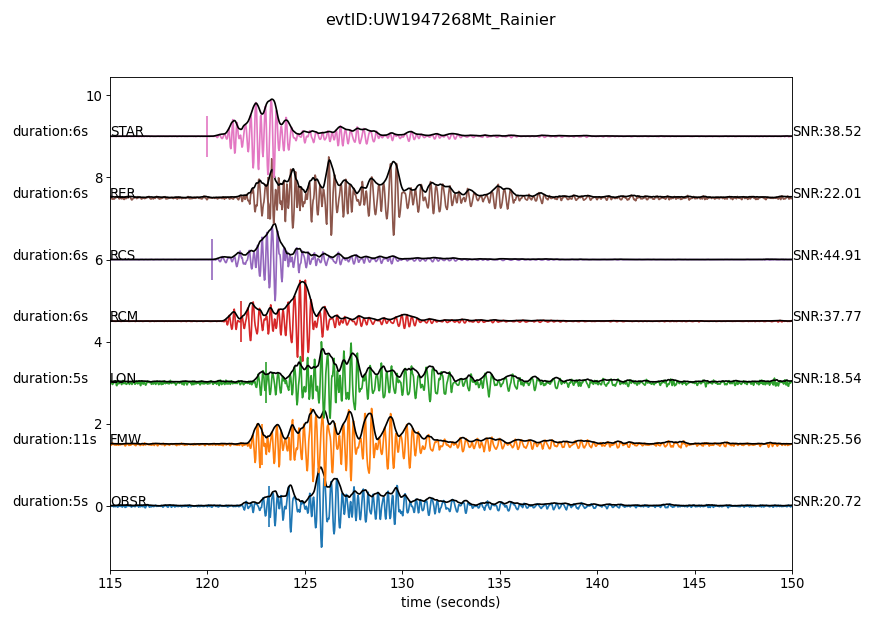 evtID:UW1947268Mt_Rainier
10
duration:6s STAR SNR:38.52
8
duration:6s RER SNR:22.01
duration:6s RCS SNR:44.91
6
duration:6s RCM SNR:37.77
4
duration:5s LON SNR:18.54
2
duration:11s FMW SNR:25.56
duration:5s OBSR SNR:20.72
0
115 120 125 130 135 140 145 150
time (seconds)